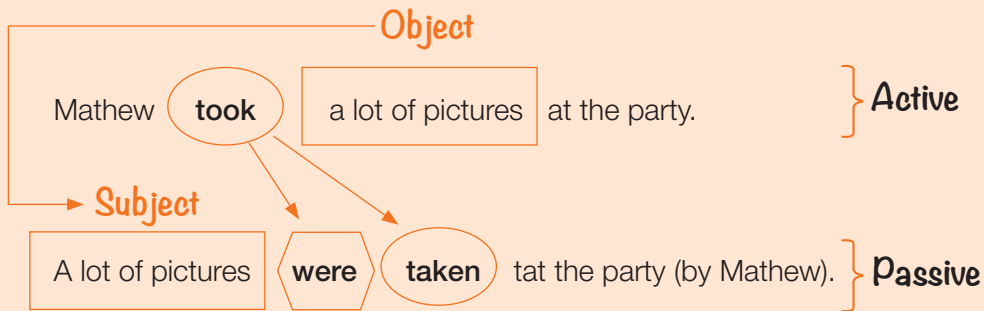 Object
Mathew took a lot of pictures at the party.
Active
Subject
A lot of pictures were taken tat the party (by Mathew).
Passive